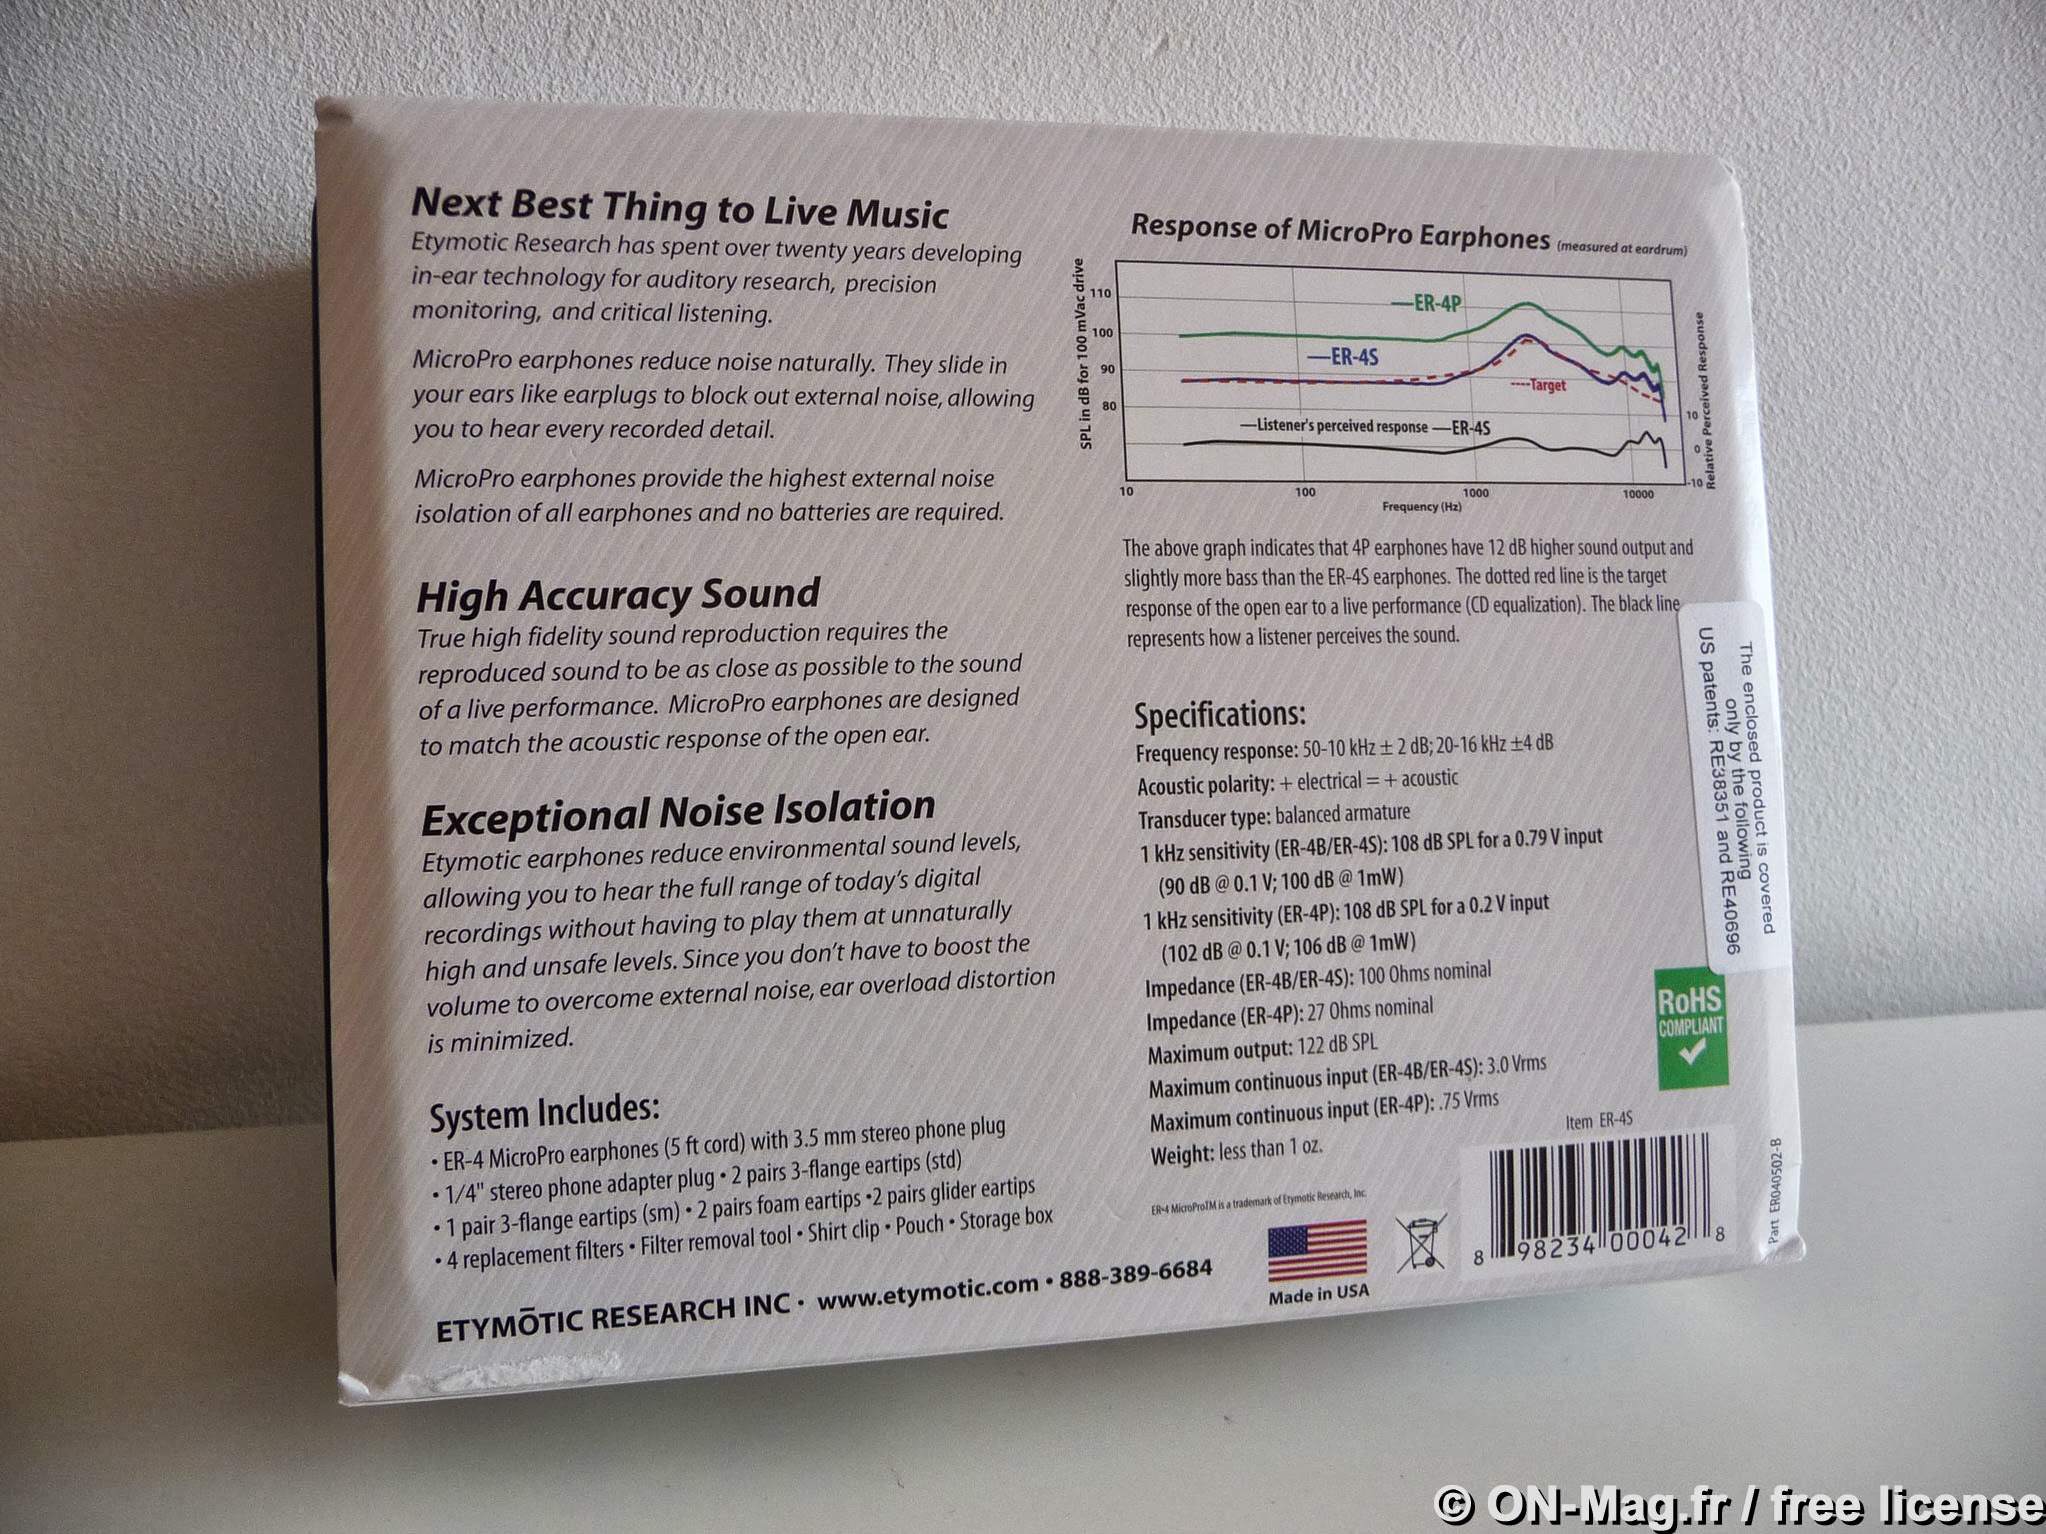 Next Best Thing to Live Music
Etymotic Research has spent over twenty years developing
in-ear technology for auditory research, precision
monitoring, and critical listening.
MicroPro earphones reduce noise naturally. They slide in
your ears like earplugs to block out external noise, allowing
you to hear every recorded detail.
MicroPro earphones provide the highest external noise
isolation of all earphones and no batteries are required.
High Accuracy Sound
True high fidelity sound reproduction requires the
reproduced sound to be as close as possible to the sound
of a live performance. MicroPro earphones are designed
to match the acoustic response of the open ear.
Exceptional Noise Isolation
Etymotic earphones reduce environmental sound levels,
allowing you to hear the full range of today's digital
recordings without having to play them at unnaturally
high and unsafe levels. Since you don't have to boost the
volume to overcome external noise, ear overload distortion
is minimized.
System Includes:
• ER-4 MicroPro earphones (5 ft cord) with 3.5 mm stereo phone plug
• 1/4" stereo phone adapter plug • 2 pairs 3-flange eartips (std)
• 1 pair 3-flange eartips (sm) • 2 pairs foam eartips •2 pairs glider eartips
• 4 replacement filters • Filter removal tool • Shirt clip • Pouch • Storage box
ETYMŌTIC RESEARCH INC • www.etymotic.com • 888-389-6684
Response of MicroPro Earphones (measured at eardrum)
SPL in dB for 100 mVac drive
110
100
90
80
—ER-4P
—ER-4S
----Target
—Listener's perceived response —ER-4S
10
0
-10
Relative Perceived Response
10 100 1000 10000
Frequency (Hz)
The above graph indicates that 4P earphones have 12 dB higher sound output and
slightly more bass than the ER-4S earphones. The dotted red line is the target
response of the open ear to a live performance (CD equalization). The black line
represents how a listener perceives the sound.
Specifications:
Frequency response: 50-10 kHz ± 2 dB; 20-16 kHz ±4 dB
Acoustic polarity: + electrical = + acoustic
Transducer type: balanced armature
1 kHz sensitivity (ER-4B/ER-4S): 108 dB SPL for a 0.79 V input
(90 dB @ 0.1 V; 100 dB @ 1mW)
1 kHz sensitivity (ER-4P): 108 dB SPL for a 0.2 V input
(102 dB @ 0.1 V; 106 dB @ 1mW)
Impedance (ER-4B/ER-4S): 100 Ohms nominal
Impedance (ER-4P): 27 Ohms nominal
Maximum output: 122 dB SPL
Maximum continuous input (ER-4B/ER-4S): 3.0 Vrms
Maximum continuous input (ER-4P): .75 Vrms
Weight: less than 1 oz.
ER•4 MicroProTM is a trademark of Etymotic Research, Inc.
Made in USA
The enclosed product is covered
only by the following
US patents: RE38351 and RE40696
RoHS
COMPLIANT
Item ER-4S
8 98234 00042 8
Part ER040502-B
© ON-Mag.fr / free license